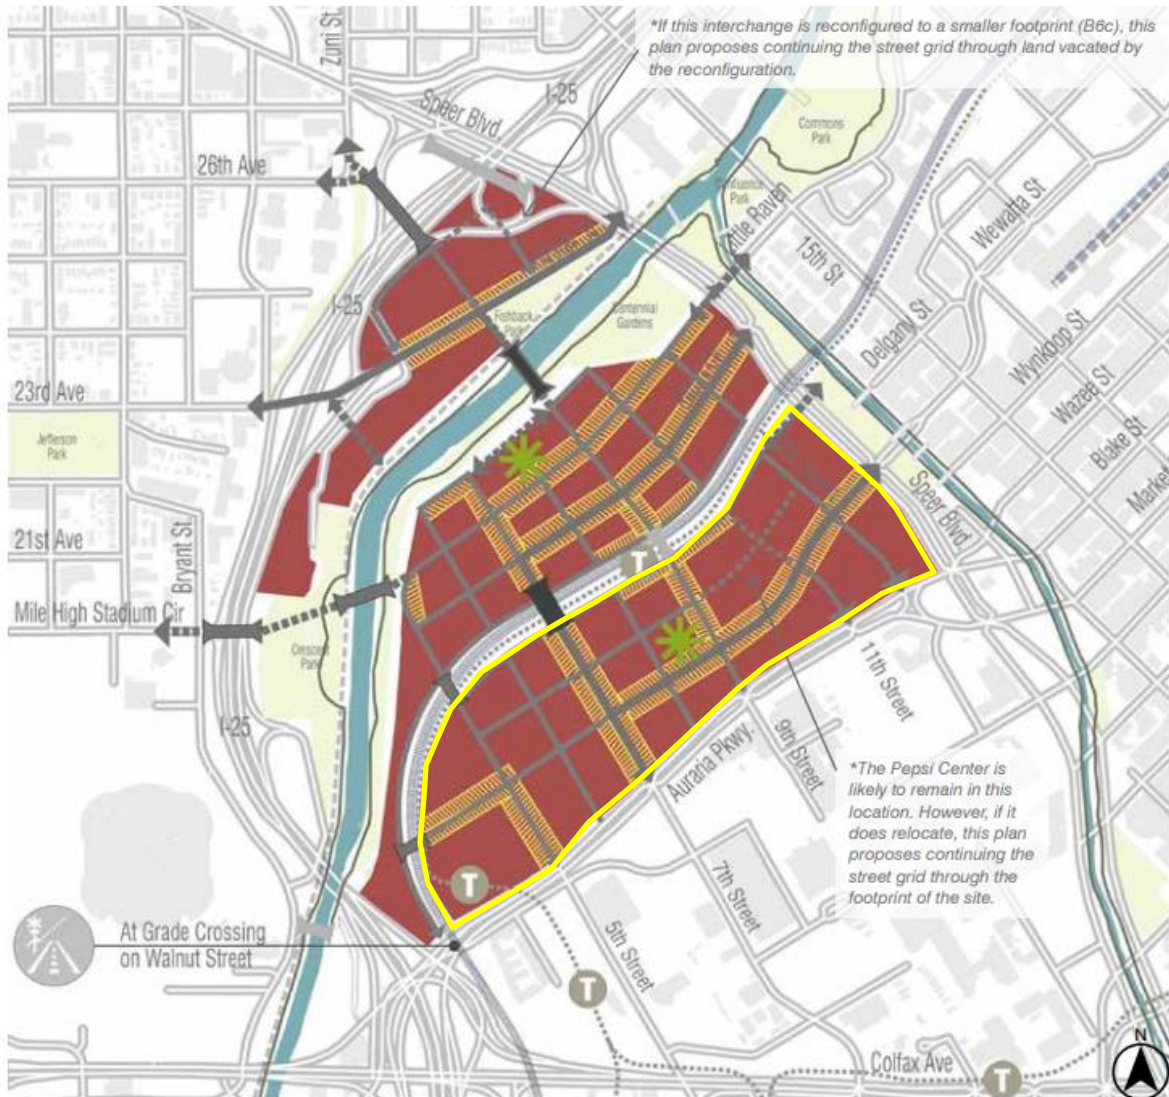 *If this interchange is reconfigured to a smaller footprint (B6c), this
plan proposes continuing the street grid through land vacated by
the reconfiguration.
Zuni St.
I-25
Speer Blvd.
Commons
Park
26th Ave
Confluence
Park
Little Raven
Wewatta St
15th St
I-25
Fishback
Park
Centennial
Gardens
Delgany St
Wynkoop St
23rd Ave
Wazee St
Jefferson
Park
Blake St
Market
Speer Blvd.
21st Ave
Bryant St.
T
Mile High Stadium Cir
Crescent
Park
11th Street
I-25
9th Street
Auraria Pkwy.
*The Pepsi Center is
likely to remain in this
location. However, if it
does relocate, this plan
proposes continuing the
street grid through the
footprint of the site.
T
7th Street
At Grade Crossing
on Walnut Street
5th Street
T
N
Colfax Ave
T